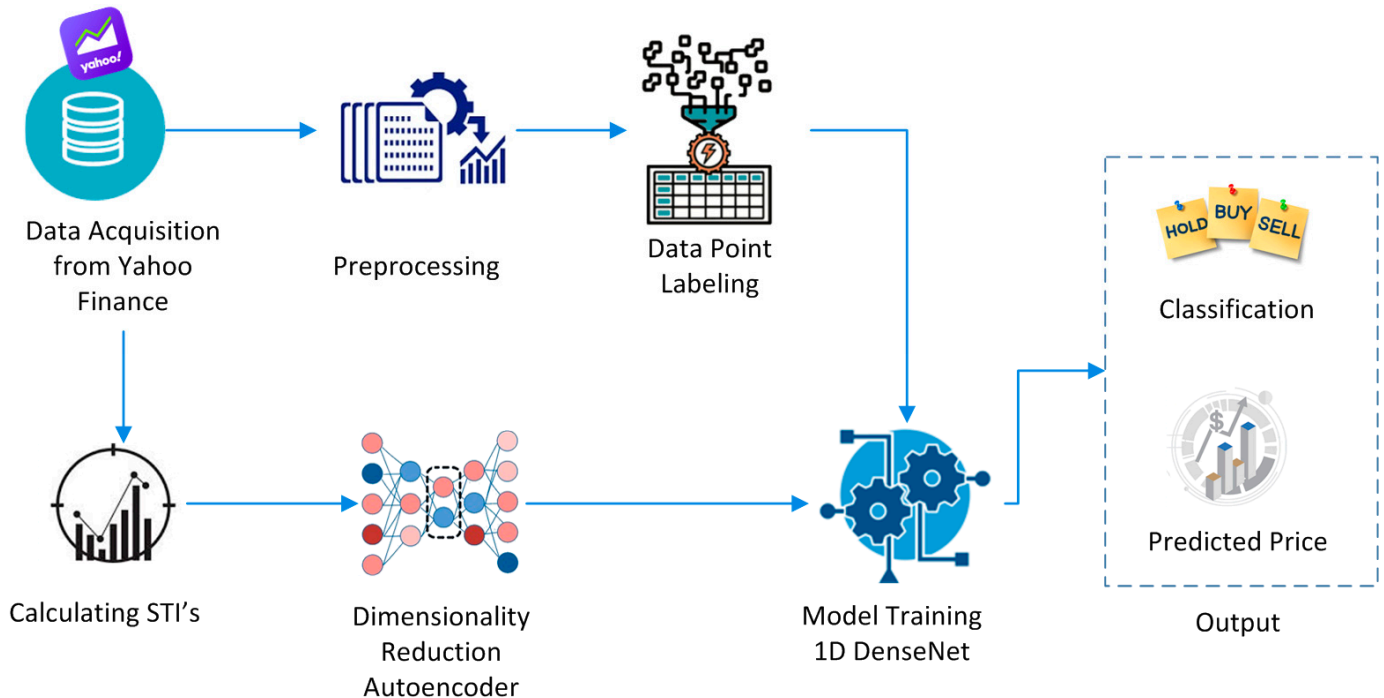 yahoo!
Data Acquisition
from Yahoo
Finance
Preprocessing
Data Point
Labeling
HOLD
BUY
SELL
Classification
$
Predicted Price
Output
Calculating STI's
Dimensionality
Reduction
Autoencoder
Model Training
1D DenseNet